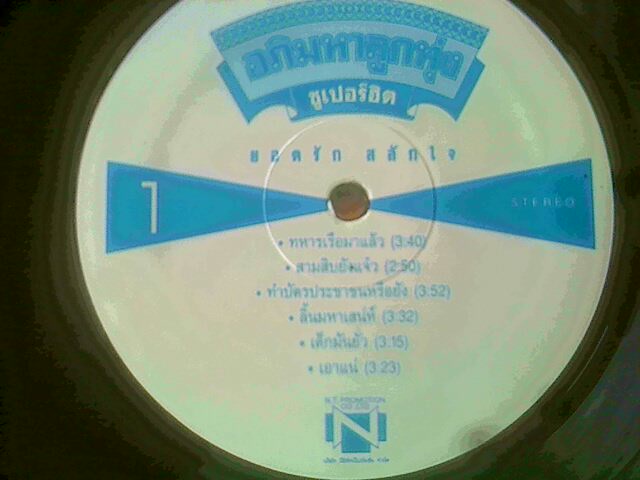 อภิมหาลูกทุ่ง
ซูเปอร์ฮิต
ยอดรัก สลักใจ
1
STEREO
• ทหารเรือมาแล้ว (3:40)
• สามสิบยังแจ๋ว (2:50)
• ทำบัตรประชาชนหรือยัง (3:52)
• ลิ้นมหาเสน่ห์ (3:32)
• เด็กมันยั่ว (3.15)
• เอาแน่ (3:23)
N.T. PROMOTION
CO.,LTD.
N